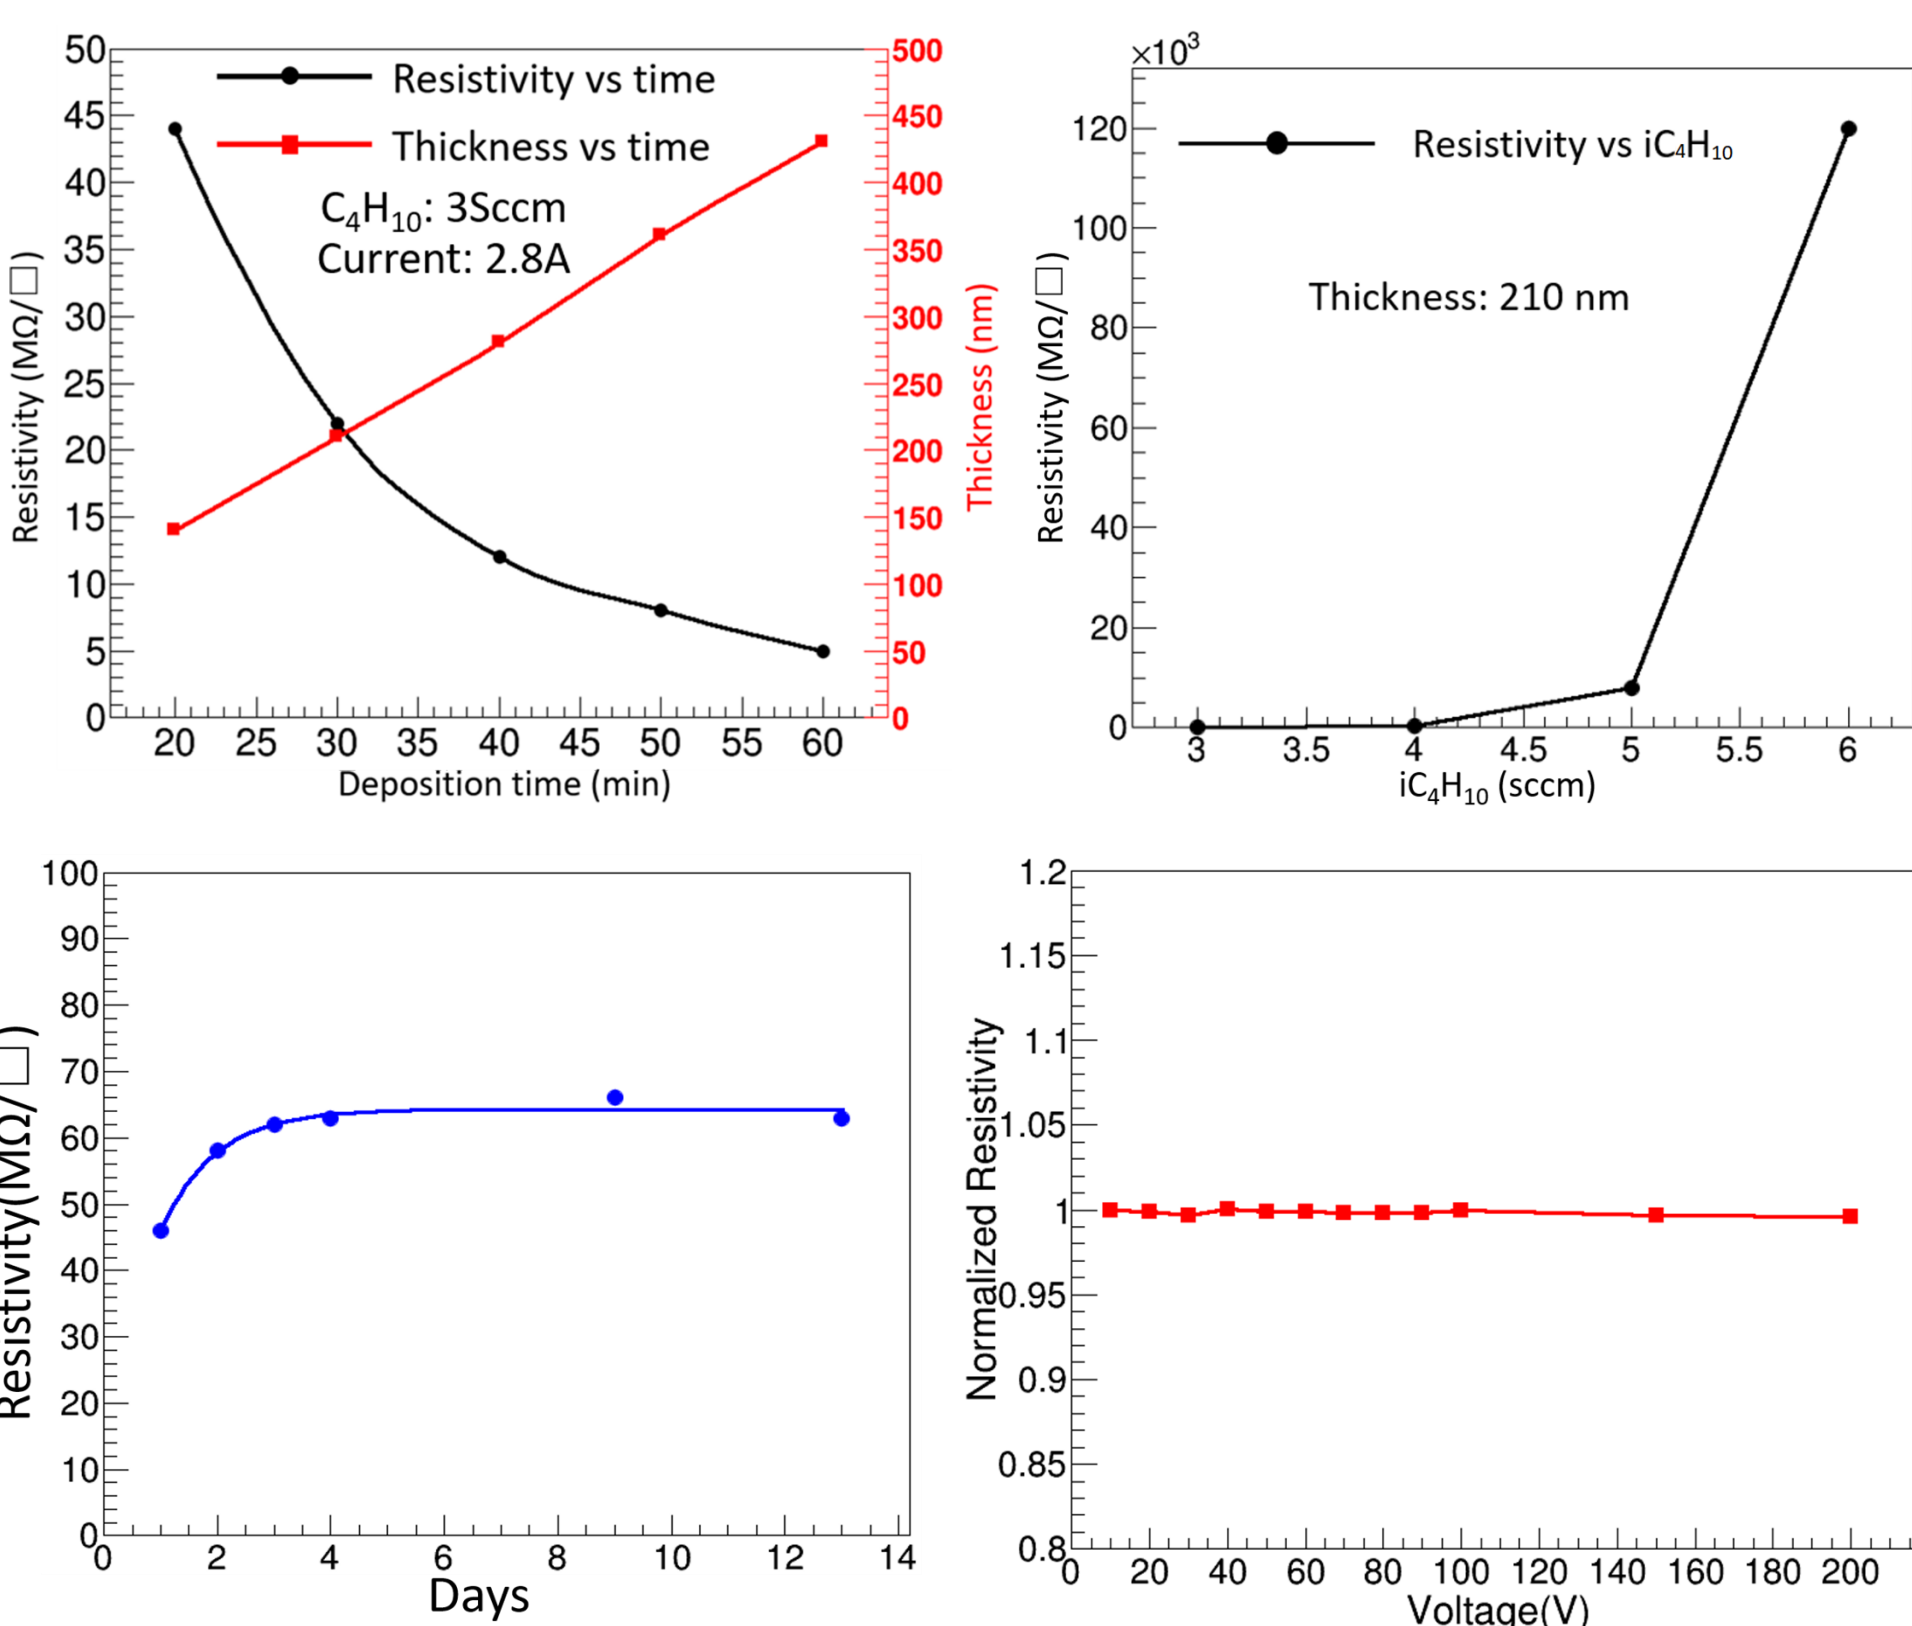 50
45
40
35
30
25
20
15
10
5
0
Resistivity (MΩ/□)
Resistivity vs time
Thickness vs time
C₄H₁₀: 3Sccm
Current: 2.8A
500
450
400
350
300
250
200
150
100
50
0
Thickness (nm)
20 25 30 35 40 45 50 55 60
Deposition time (min)
×10³
120
100
80
60
40
20
0
Resistivity (MΩ/□)
Resistivity vs iC₄H₁₀
Thickness: 210 nm
3 3.5 4 4.5 5 5.5 6
iC₄H₁₀ (sccm)
100
90
80
70
60
50
40
30
20
10
0
Resistivity(MΩ/□)
0 2 4 6 8 10 12 14
Days
1.2
1.15
1.1
1.05
1
0.95
0.9
0.85
0.8
Normalized Resistivity
0 20 40 60 80 100 120 140 160 180 200
Voltage(V)